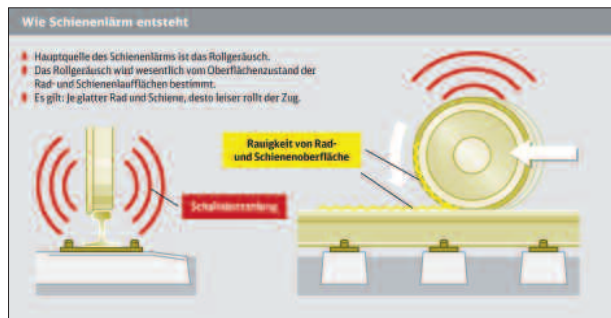 Wie Schienenlärm entsteht
Hauptquelle des Schienenlärms ist das Rollgeräusch.
Das Rollgeräusch wird wesentlich vom Oberflächenzustand der
Rad- und Schienenlaufflächen bestimmt.
Es gilt: Je glatter Rad und Schiene, desto leiser rollt der Zug.
Rauigkeit von Rad-
und Schienenoberfläche